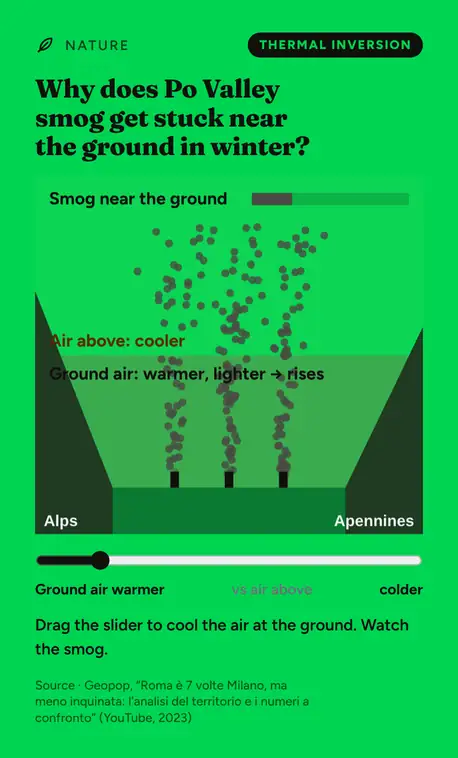 NATURE
THERMAL INVERSION
Why does Po Valley
smog get stuck near
the ground in winter?
Smog near the ground
Air above: cooler
Ground air: warmer, lighter → rises
Alps
Apennines
Ground air warmer
vs air above
colder
Drag the slider to cool the air at the ground. Watch
the smog.
Source · Geopop, “Roma è 7 volte Milano, ma
meno inquinata: l’analisi del territorio e i numeri a
confronto” (YouTube, 2023)